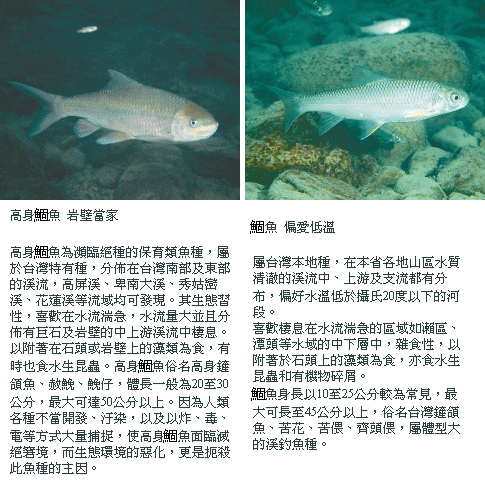 高身鯝魚 岩壁當家
高身鯝魚為瀕臨絕種的保育類魚種，屬
於台灣特有種，分佈在台灣南部及東部
的溪流，高屏溪、卑南大溪、秀姑巒
溪、花蓮溪等流域均可發現。其生態習
性，喜歡在水流湍急，水流量大並且分
佈有巨石及岩壁的中上游溪流中棲息。
以附著在石頭或岩壁上的藻類為食，有
時也食水生昆蟲。高身鯝魚俗名高身鏟
頜魚、赦鮸、鮸仔，體長一般為20至30
公分，最大可達50公分以上。因為人類
各種不當開發、汙染，以及以炸、毒、
電等方式大量捕捉，使高身鯝魚面臨滅
絕窘境，而生態環境的惡化，更是扼殺
此魚種的主因。
鯝魚 偏愛低溫
屬台灣本地種，在本省各地山區水質
清澈的溪流中、上游及支流都有分
布，偏好水溫低於攝氏20度以下的河
段。
喜歡棲息在水流湍急的區域如瀨區、
潭頭等水域的中下層中，雜食性，以
附著於石頭上的藻類為食，亦食水生
昆蟲和有機物碎屑。
鯝魚身長以10至25公分較為常見，最
大可長至45公分以上，俗名台灣鏟頜
魚、苦花、苦偎、齊頭偎，屬體型大
的溪釣魚種。